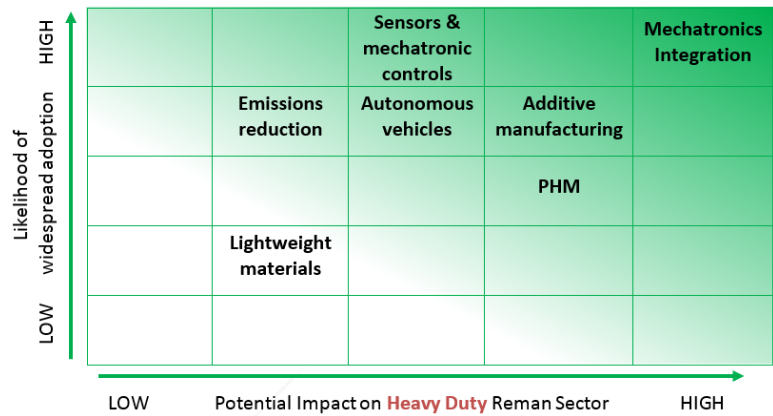 HIGH
Likelihood of
widespread adoption
LOW
Sensors &
mechatronic
controls
Mechatronics
Integration
Emissions
reduction
Autonomous
vehicles
Additive
manufacturing
PHM
Lightweight
materials
LOW Potential Impact on Heavy Duty Reman Sector HIGH